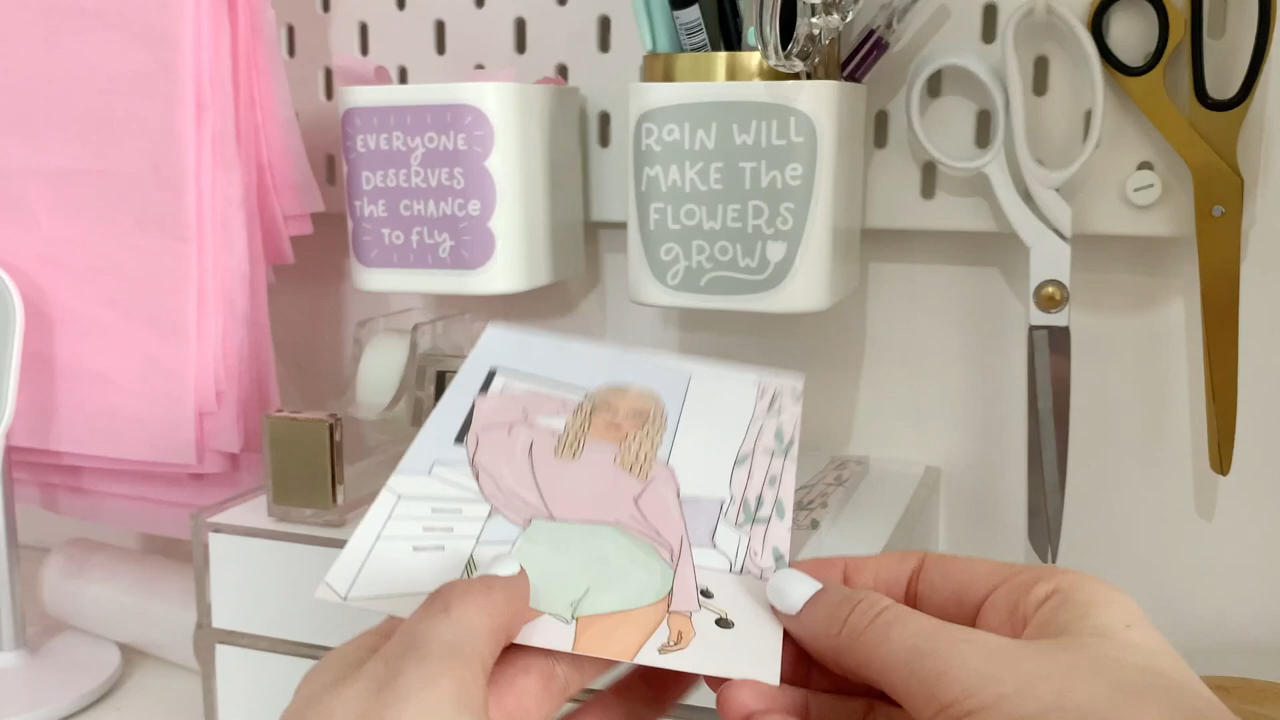 EVERYONE
DESERVES
THE CHANCE
TO fLy
RaiN WiLL
MAKE The
FLOWERS
gROW